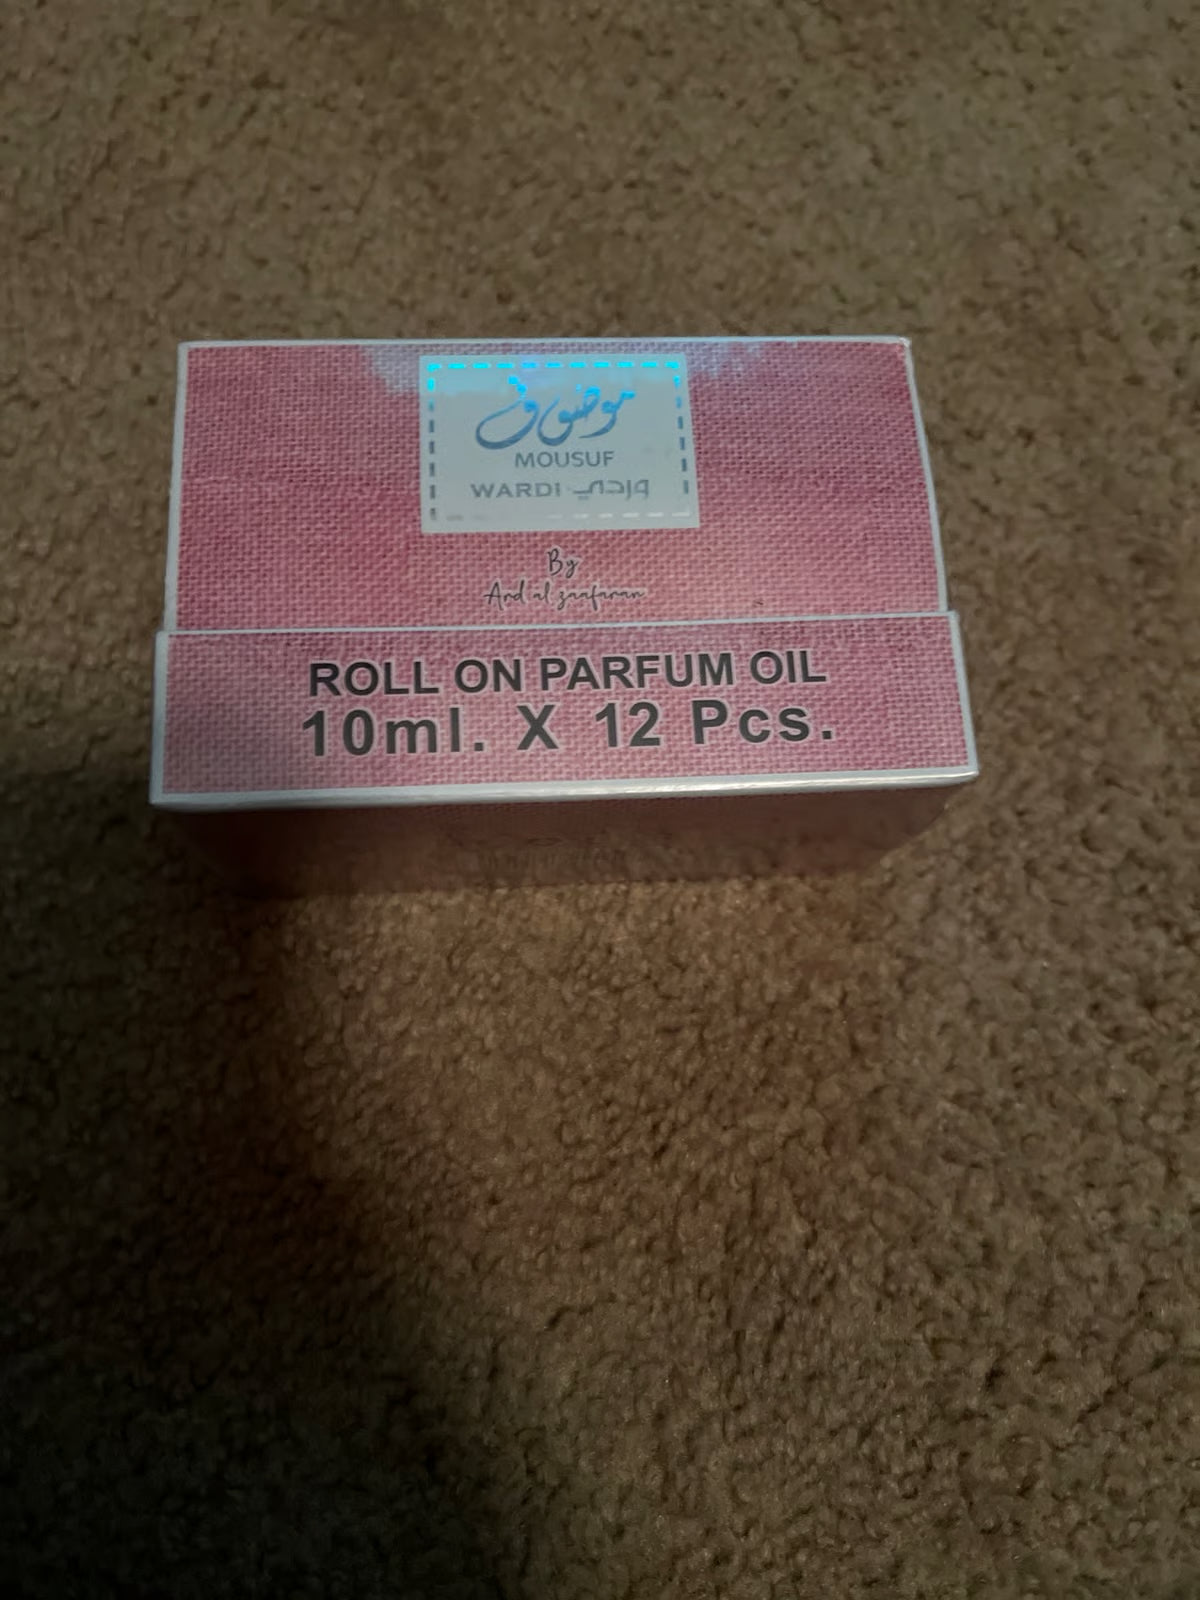 موصوف
MOUSUF
WARDI وردي
By
Ard al zaafaran
ROLL ON PARFUM OIL
10ml. X 12 Pcs.